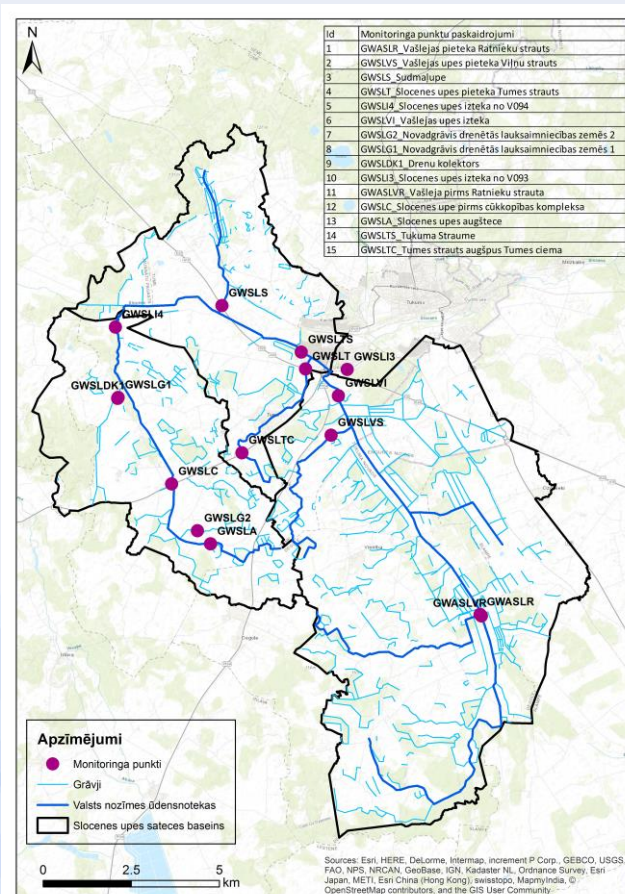 N
Id Monitoringa punktu paskaidrojumi
1 GWASLR_Vašlejas pieteka Ratnieku strauts
2 GWSLVS_Vašlejas upes pieteka Viļņu strauts
3 GWSLS_Sudmaļupe
4 GWSLT_Slocenes upes pieteka Tumes strauts
5 GWSLI4_Slocenes upes izteka no V094
6 GWSLVI_Vašlejas upes izteka
7 GWSLG2_Novadgrāvis drenētās lauksaimniecības zemēs 2
8 GWSLG1_Novadgrāvis drenētās lauksaimniecības zemēs 1
9 GWSLDK1_Drenu kolektors
10 GWSLI3_Slocenes upes izteka no V093
11 GWASLVR_Vašleja pirms Ratnieku strauta
12 GWSLC_Slocenes upe pirms cūkkopības kompleksa
13 GWSLA_Slocenes upes augštece
14 GWSLTS_Tukuma Straume
15 GWSLTC_Tumes strauts augšpus Tumes ciema
GWSLS
GWSLI4
GWSLTS
GWSLT
GWSLI3
GWSLDK1
GWSLG1
GWSLVI
GWSLVS
GWSLTC
GWSLC
GWSLG2
GWSLA
GWASLVR
GWASLR
Apzīmējumi
Monitoringa punkti
Grāvji
Valsts nozīmes ūdensnotekas
Slocenes upes sateces baseins
0 2.5 5
km
Sources: Esri, HERE, DeLorme, Intermap, increment P Corp., GEBCO, USGS,
FAO, NPS, NRCAN, GeoBase, IGN, Kadaster NL, Ordnance Survey, Esri
Japan, METI, Esri China (Hong Kong), swisstopo, MapmyIndia, ©
OpenStreetMap contributors, and the GIS User Community